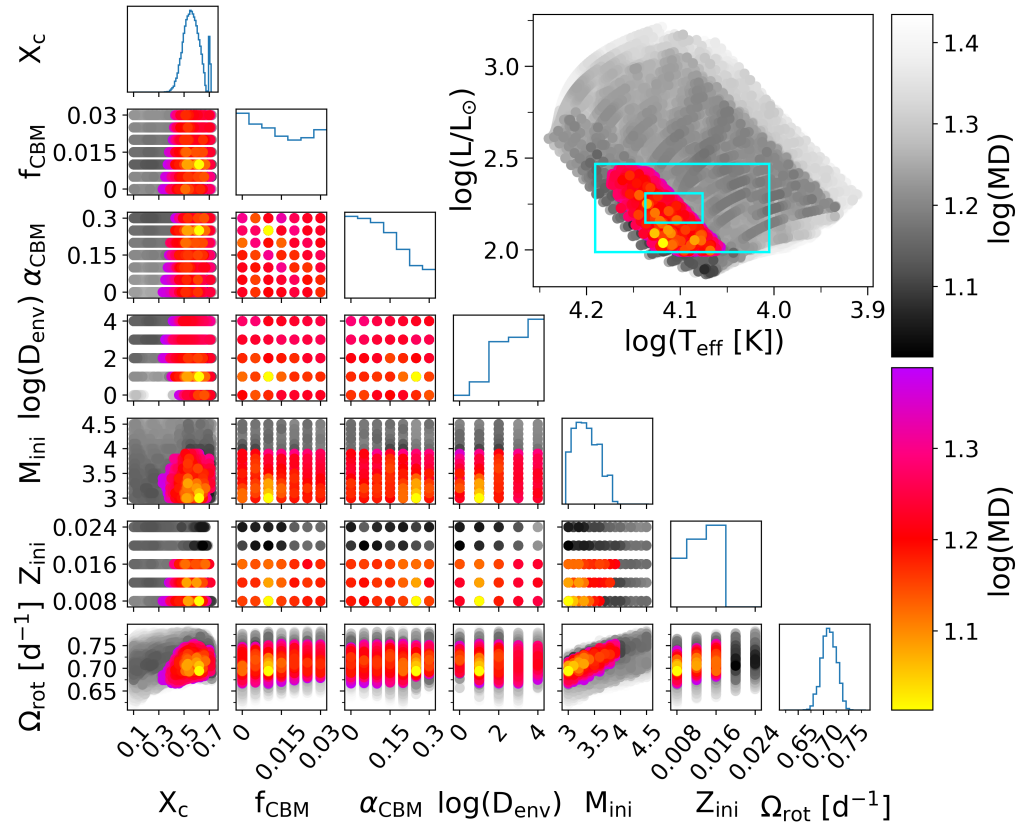 X_c
f_CBM
0.03
0.015
0
α_CBM
0.3
0.15
0
log(D_env)
4
2
0
M_ini
4.5
4
3.5
3
Z_ini
0.024
0.016
0.008
Ω_rot [d⁻¹]
0.75
0.70
0.65
0.1 0.3 0.5 0.7
0 0.015 0.03
0 0.15 0.3
0 2 4
3 3.5 4 4.5
0.008 0.016 0.024
0.65 0.70 0.75
X_c f_CBM α_CBM log(D_env) M_ini Z_ini Ω_rot [d⁻¹]
log(L/L_⊙)
3.0
2.5
2.0
4.2 4.1 4.0 3.9
log(T_eff [K])
1.4
1.3
1.2
1.1
log(MD)
1.3
1.2
1.1
log(MD)